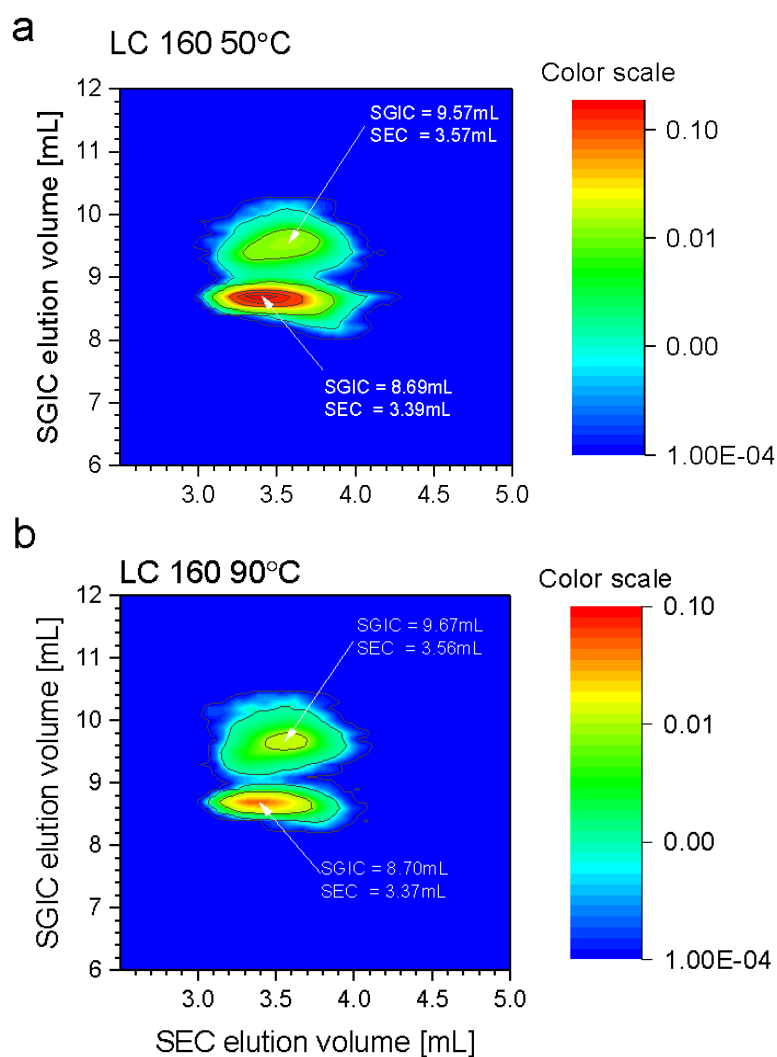 a
LC 160 50°C
Color scale
SGIC elution volume [mL]
12
11
10
9
8
7
6
3.0
3.5
4.0
4.5
5.0
SGIC = 9.57mL
SEC = 3.57mL
SGIC = 8.69mL
SEC = 3.39mL
0.10
0.01
0.00
1.00E-04
b
LC 160 90°C
Color scale
SGIC elution volume [mL]
12
11
10
9
8
7
6
3.0
3.5
4.0
4.5
5.0
SGIC = 9.67mL
SEC = 3.56mL
SGIC = 8.70mL
SEC = 3.37mL
0.10
0.01
0.00
1.00E-04
SEC elution volume [mL]